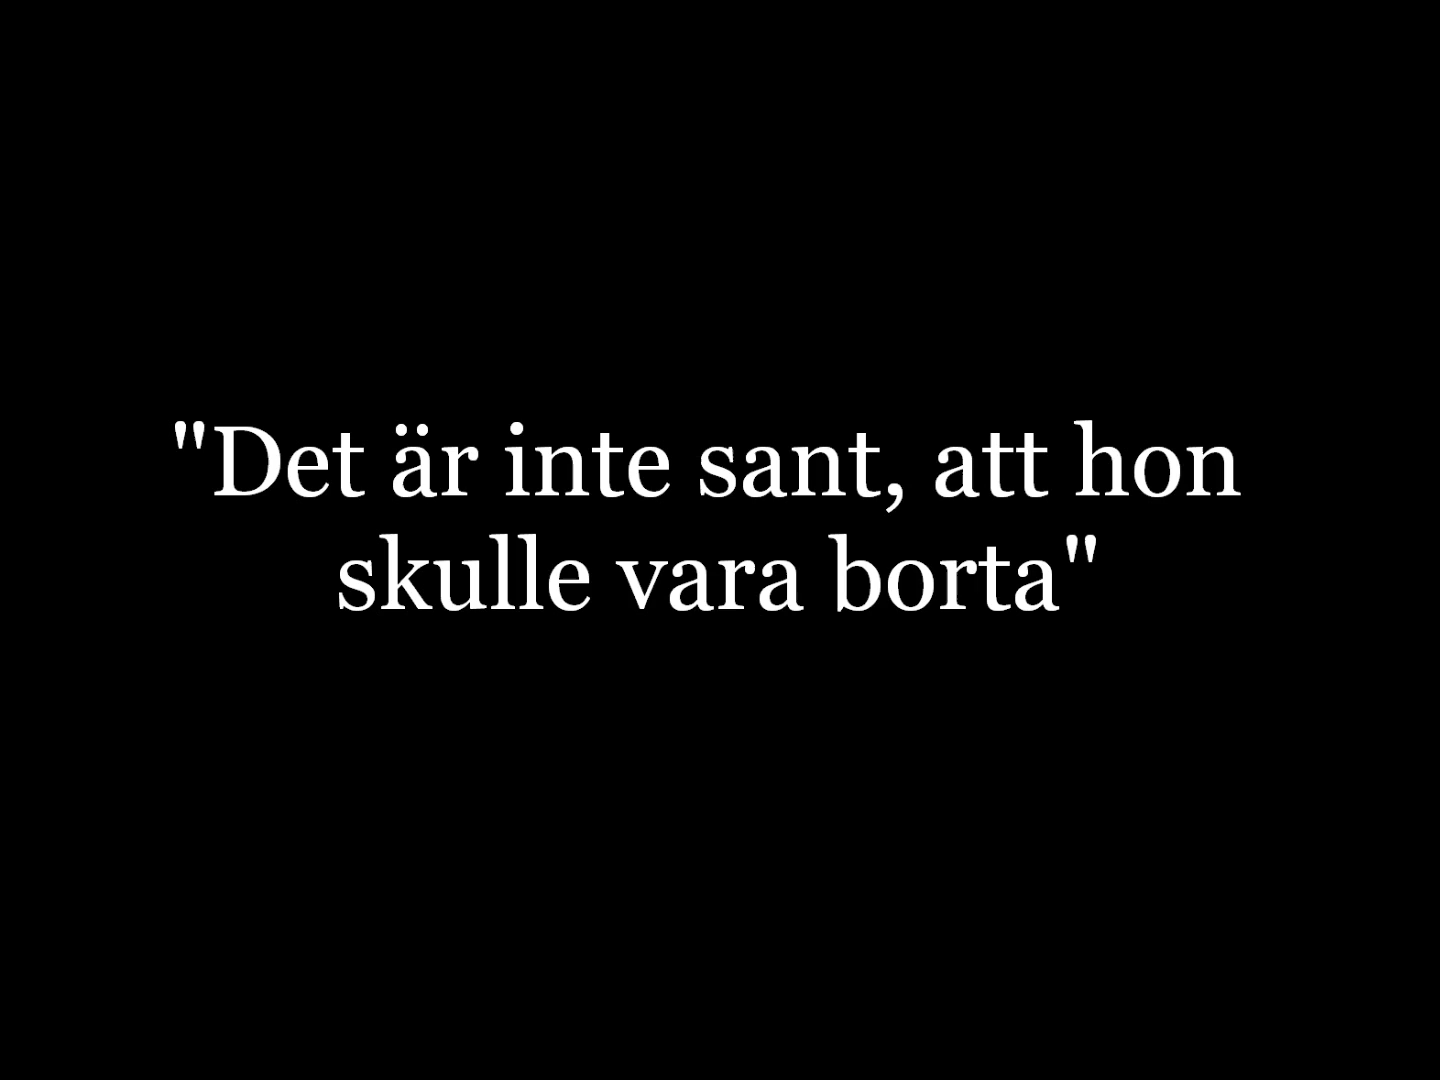 "Det är inte sant, att hon
skulle vara borta"